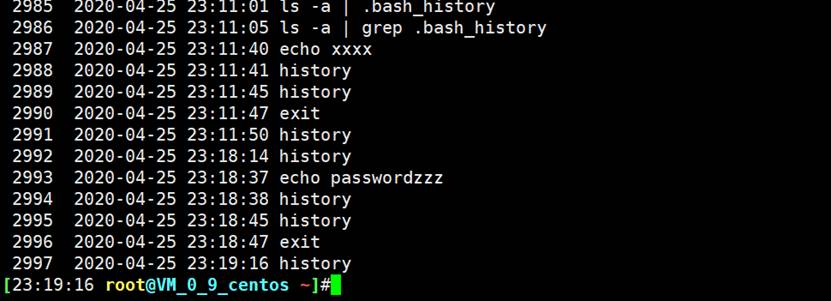 2985  2020-04-25 23:11:01 ls -a | .bash_history
2986  2020-04-25 23:11:05 ls -a | grep .bash_history
2987  2020-04-25 23:11:40 echo xxxx
2988  2020-04-25 23:11:41 history
2989  2020-04-25 23:11:45 history
2990  2020-04-25 23:11:47 exit
2991  2020-04-25 23:11:50 history
2992  2020-04-25 23:18:14 history
2993  2020-04-25 23:18:37 echo passwordzzz
2994  2020-04-25 23:18:38 history
2995  2020-04-25 23:18:45 history
2996  2020-04-25 23:18:47 exit
2997  2020-04-25 23:19:16 history
[23:19:16 root@VM_0_9_centos ~]#